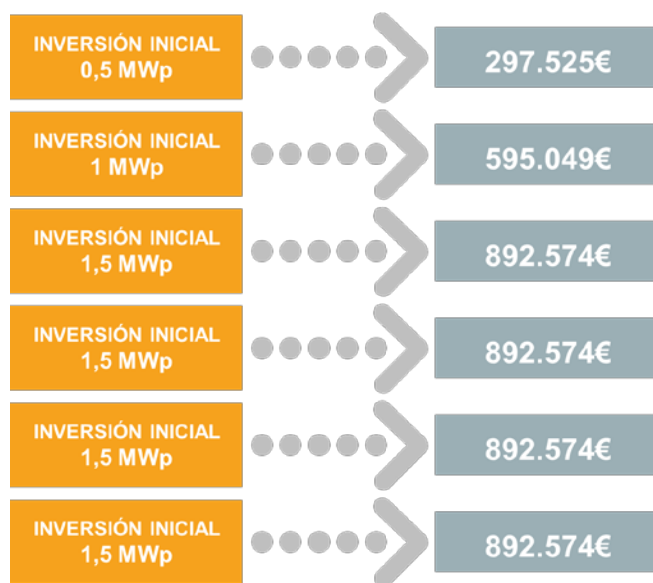 INVERSIÓN INICIAL
0,5 MWp
297.525€
INVERSIÓN INICIAL
1 MWp
595.049€
INVERSIÓN INICIAL
1,5 MWp
892.574€
INVERSIÓN INICIAL
1,5 MWp
892.574€
INVERSIÓN INICIAL
1,5 MWp
892.574€
INVERSIÓN INICIAL
1,5 MWp
892.574€